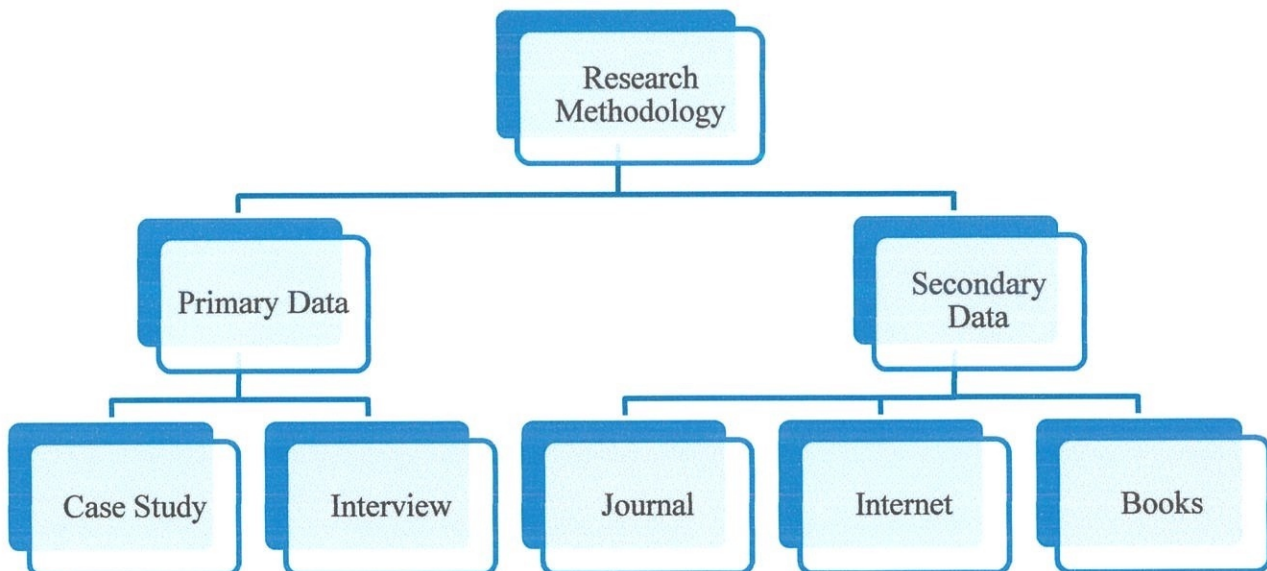 Research
Methodology
Primary Data
Secondary
Data
Case Study
Interview
Journal
Internet
Books